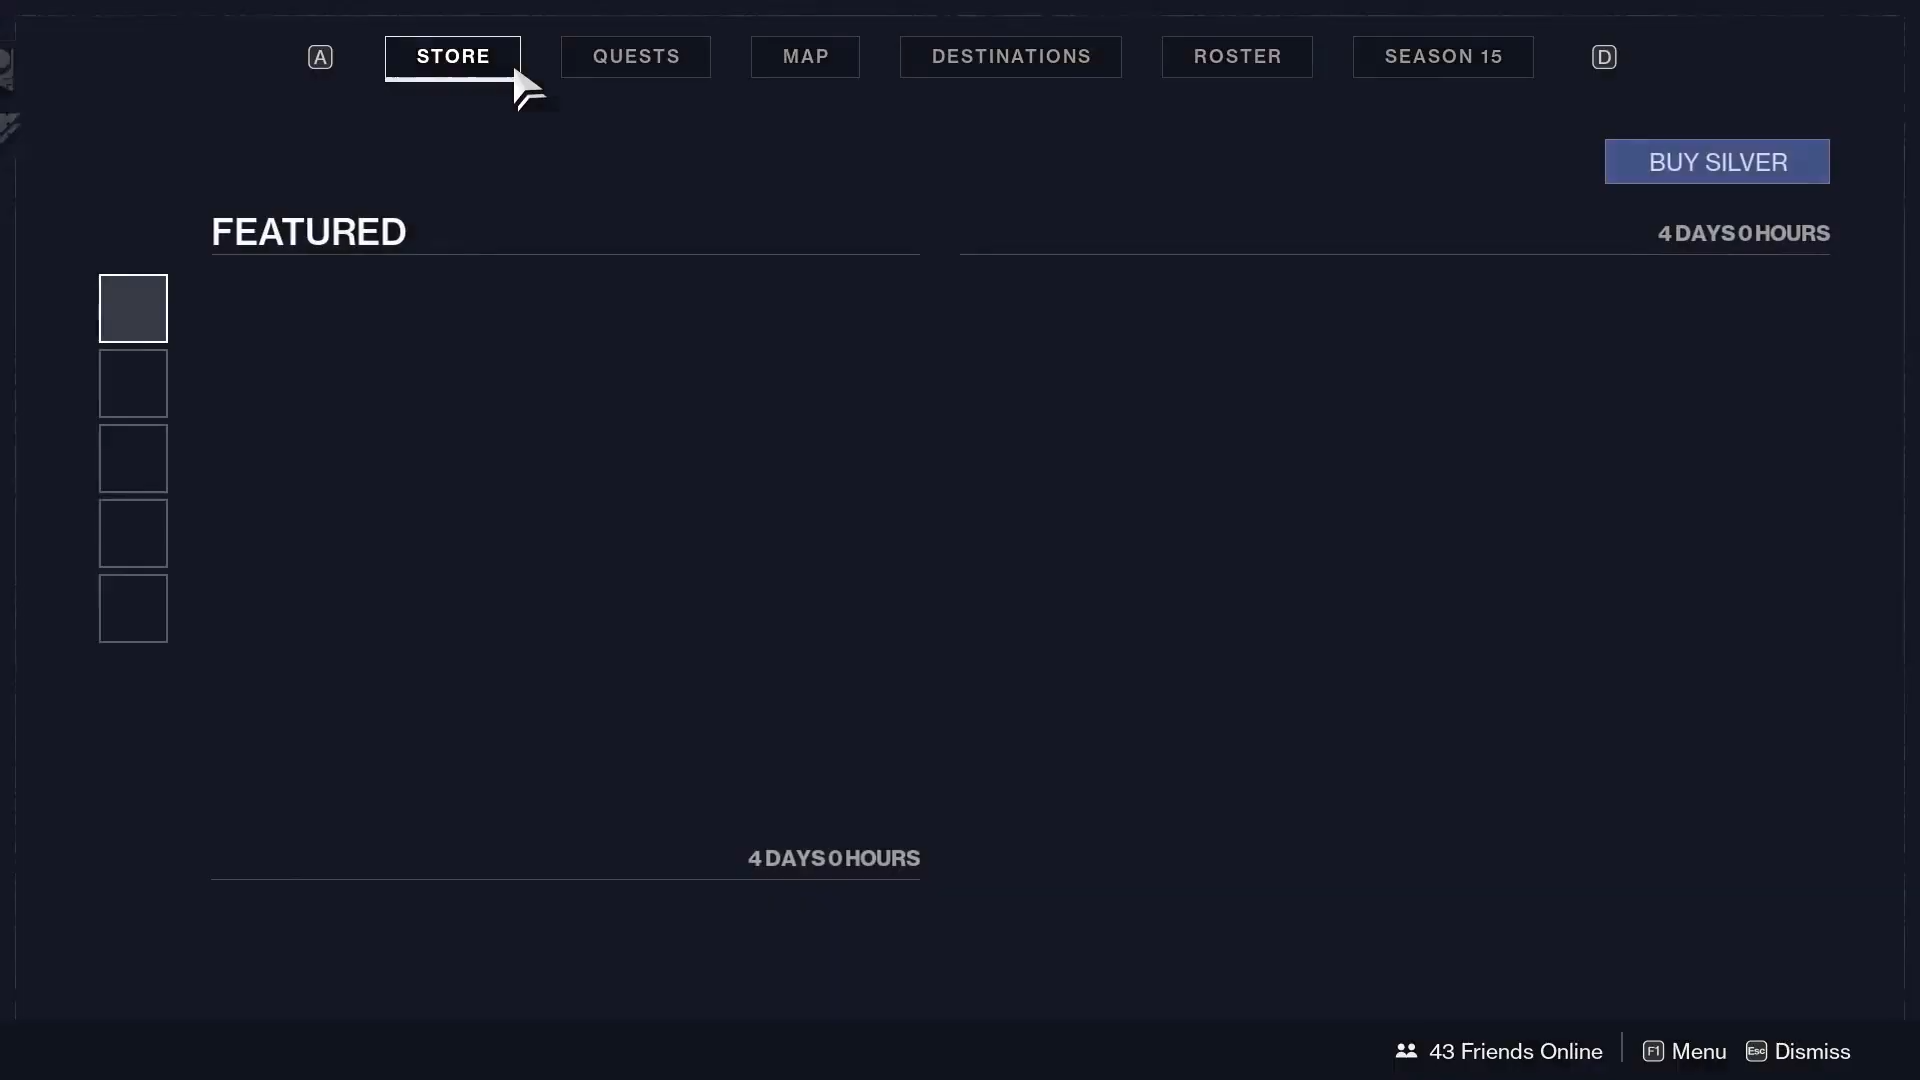 A STORE QUESTS MAP DESTINATIONS ROSTER SEASON 15 D
BUY SILVER
FEATURED
4 DAYS 0 HOURS
4 DAYS 0 HOURS
43 Friends Online F1 Menu Esc Dismiss